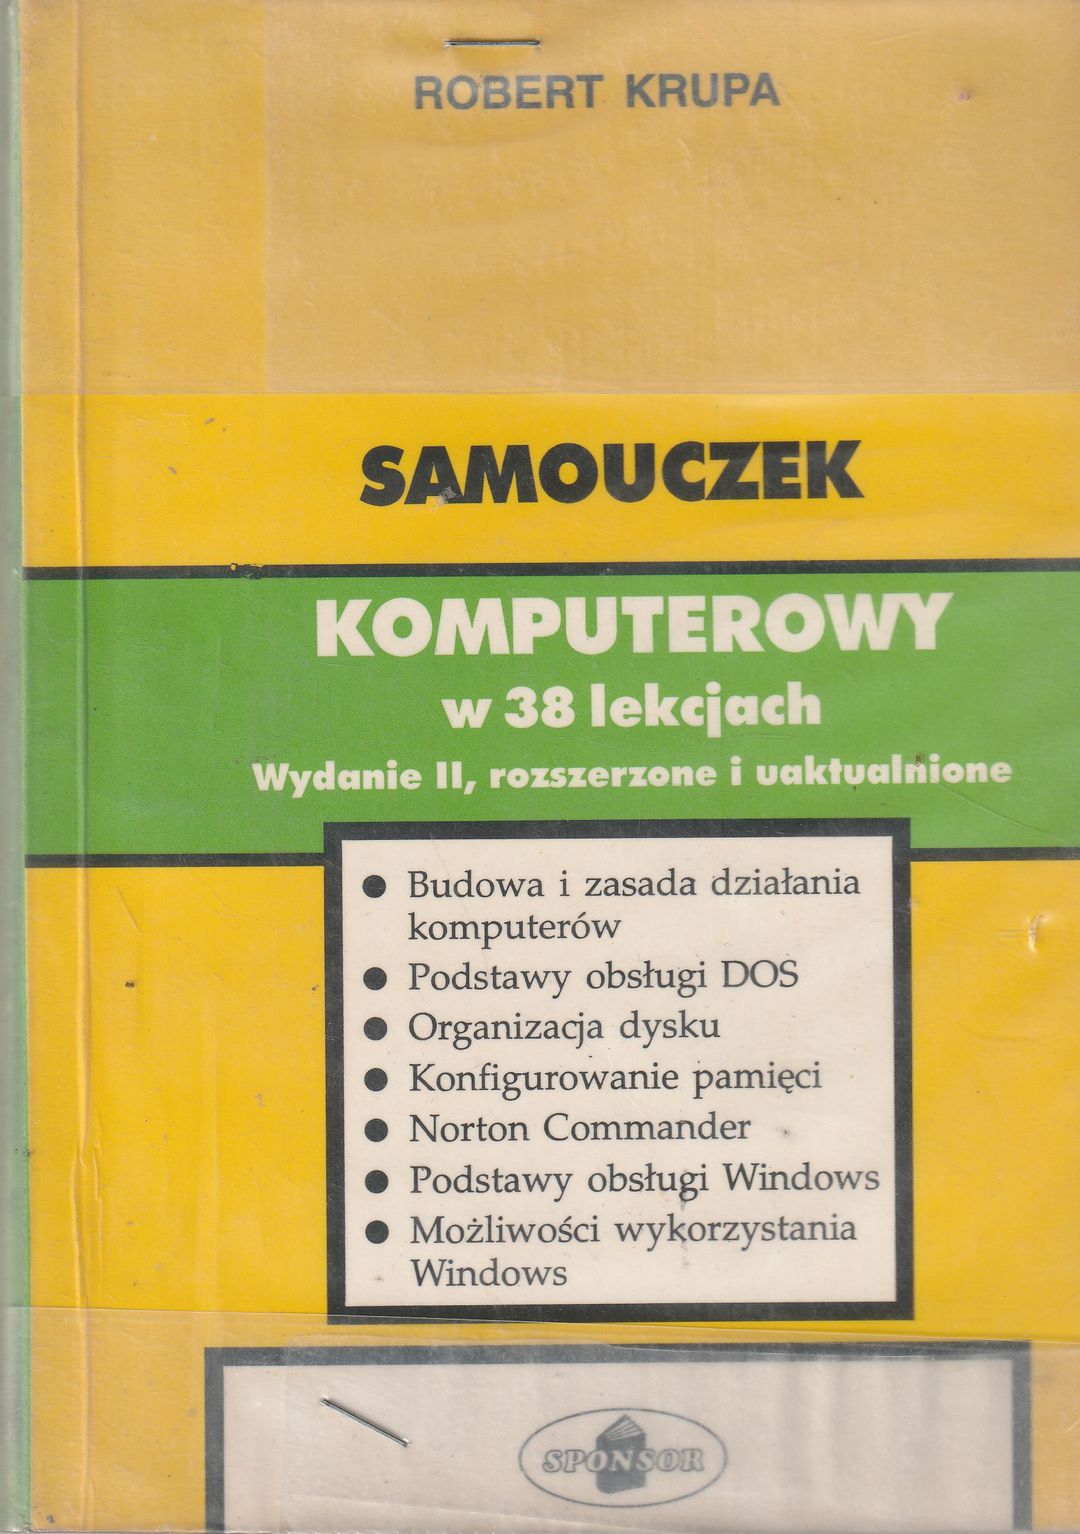 ROBERT KRUPA
SAMOUCZEK
KOMPUTEROWY
w 38 lekcjach
Wydanie II, rozszerzone i uaktualnione
● Budowa i zasada działania
komputerów
● Podstawy obsługi DOS
● Organizacja dysku
● Konfigurowanie pamięci
● Norton Commander
● Podstawy obsługi Windows
● Możliwości wykorzystania
Windows
SPONSOR